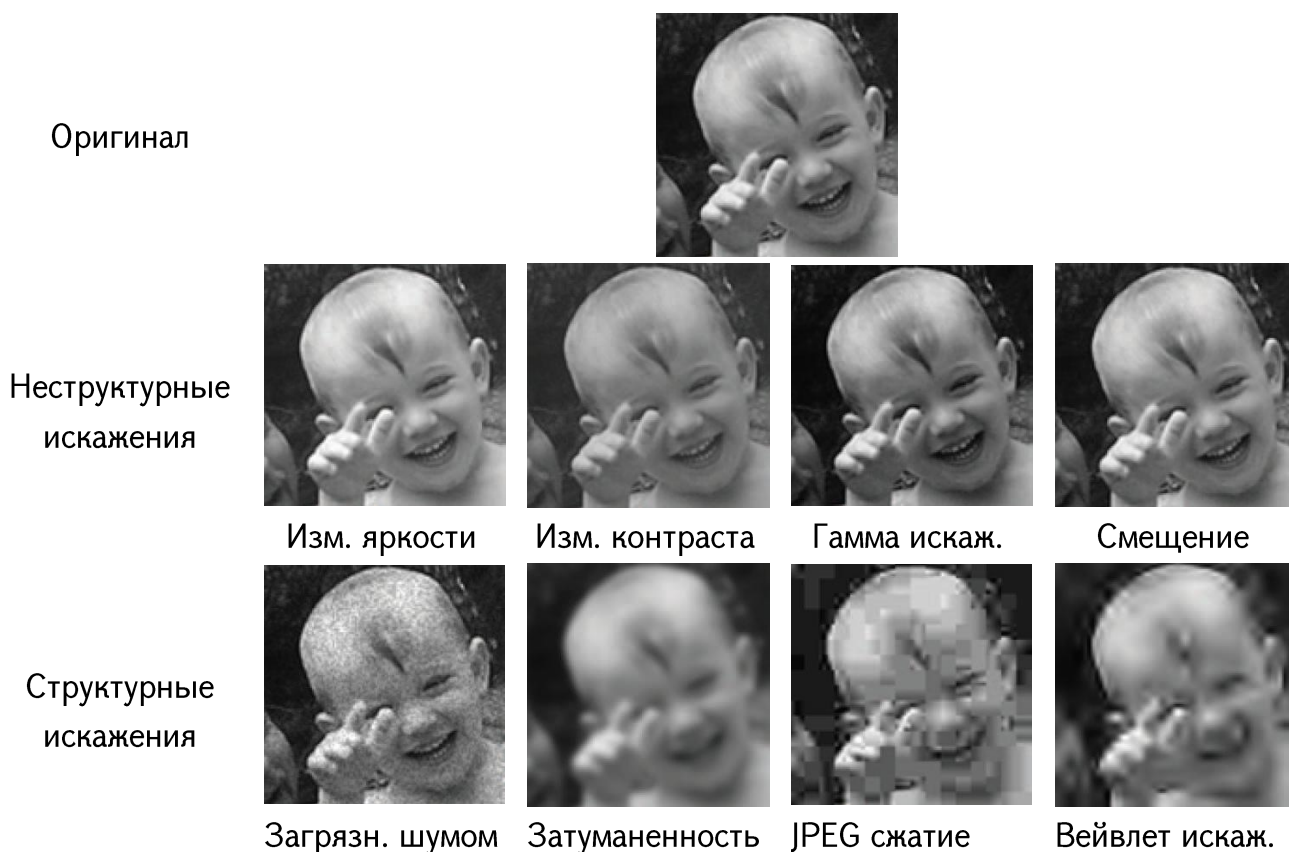 Оригинал
Неструктурные
искажения
Изм. яркости
Изм. контраста
Гамма искаж.
Смещение
Структурные
искажения
Загрязн. шумом
Затуманенность
JPEG сжатие
Вейвлет искаж.